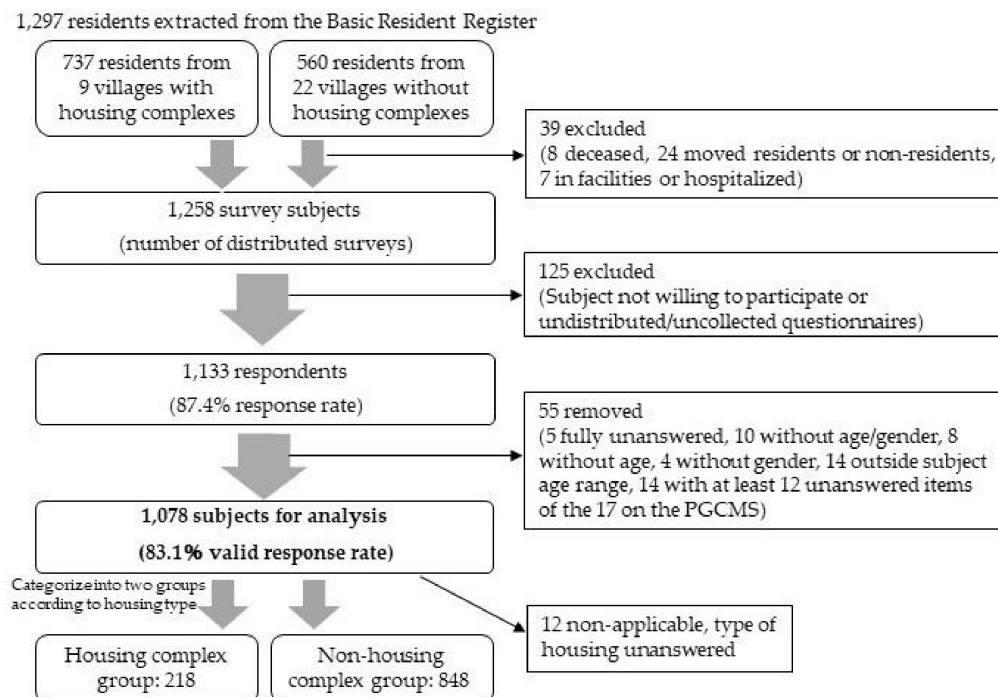 1,297 residents extracted from the Basic Resident Register
737 residents from
9 villages with
housing complexes
560 residents from
22 villages without
housing complexes
39 excluded
(8 deceased, 24 moved residents or non-residents,
7 in facilities or hospitalized)
1,258 survey subjects
(number of distributed surveys)
125 excluded
(Subject not willing to participate or
undistributed/uncollected questionnaires)
1,133 respondents
(87.4% response rate)
55 removed
(5 fully unanswered, 10 without age/gender, 8
without age, 4 without gender, 14 outside subject
age range, 14 with at least 12 unanswered items
of the 17 on the PGCMS)
1,078 subjects for analysis
(83.1% valid response rate)
Categorize into two groups
according to housing type
12 non-applicable, type of
housing unanswered
Housing complex
group: 218
Non-housing
complex group: 848